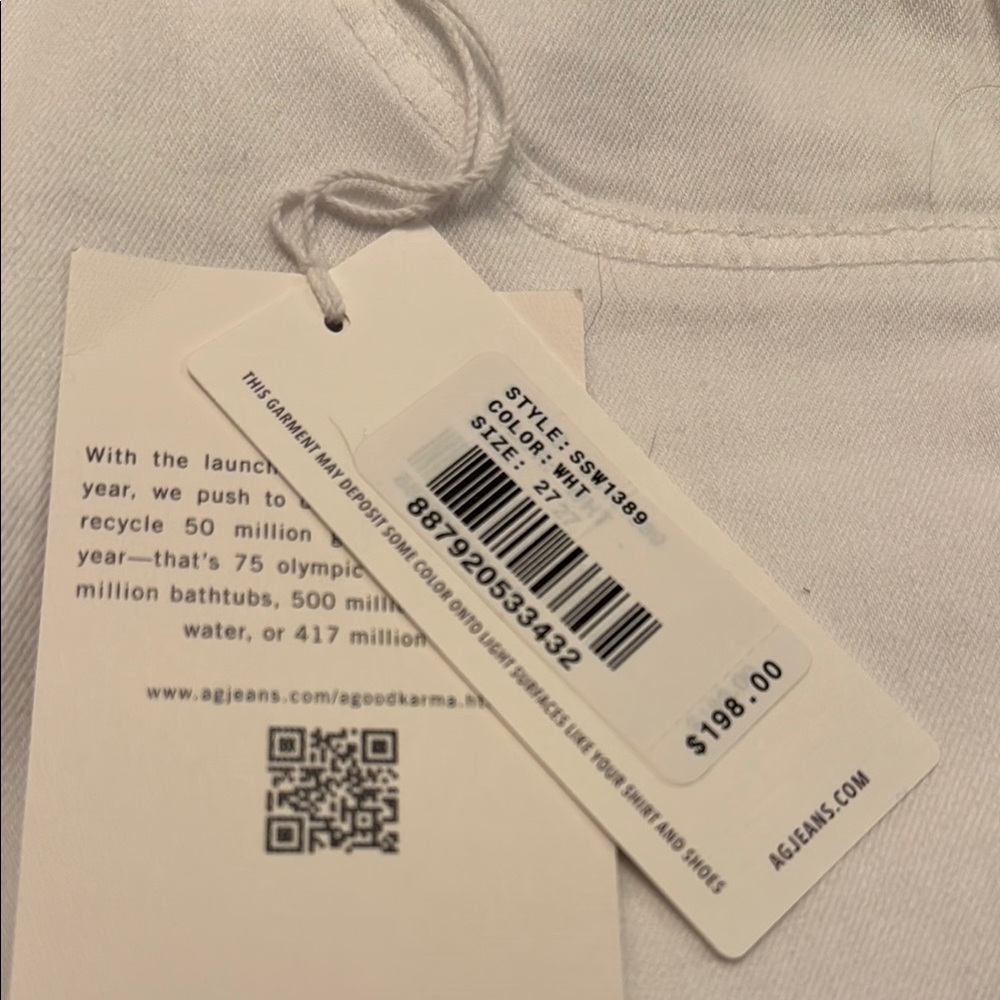 With the launch
year, we push to
recycle 50 million
year—that's 75 olympic
million bathtubs, 500
water, or 417 million
www.agjeans.com/agoodkarma.
THIS GARMENT MAY DEPOSIT SOME COLOR ONTO LIGHT SURFACES LIKE YOUR SHIRT AND SHOES
STYLE: SSW1389
COLOR: WHT
SIZE: 27
887920533432
$198.00
AGJEANS.COM